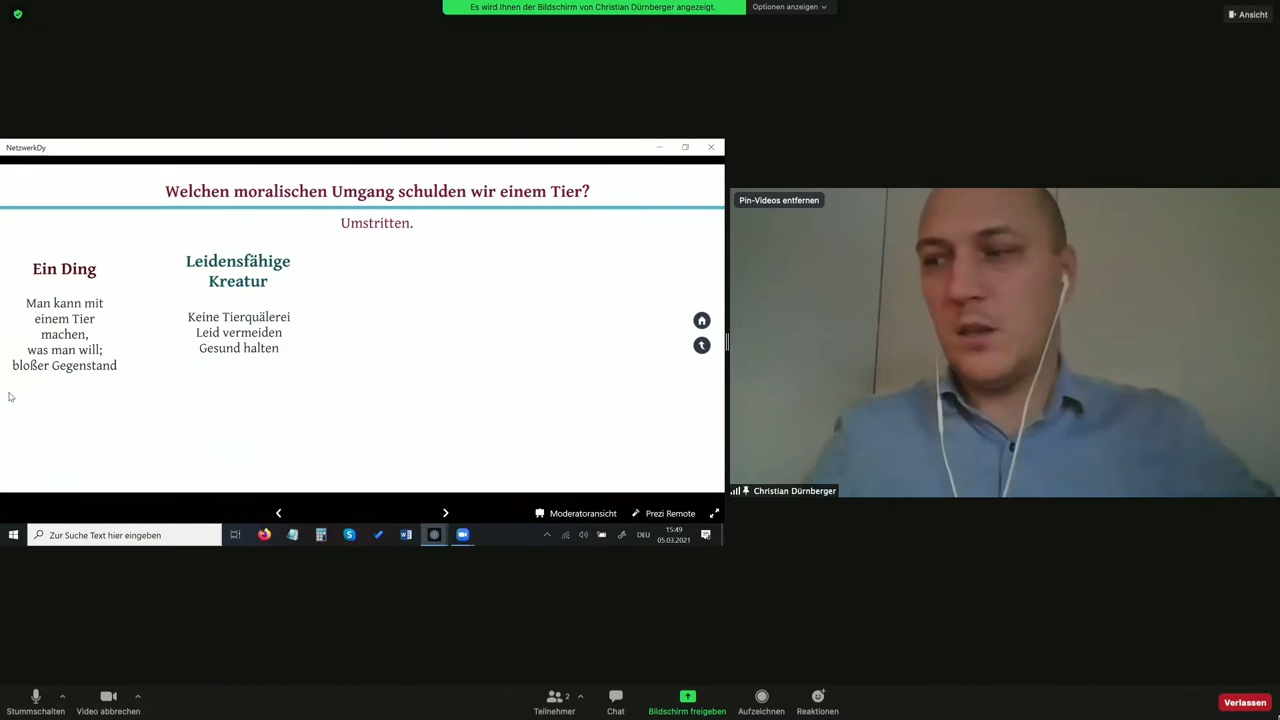 Es wird Ihnen der Bildschirm von Christian Dürnberger angezeigt.
Optionen anzeigen
Ansicht
NetzwerkDy
Welchen moralischen Umgang schulden wir einem Tier?
Umstritten.
Ein Ding
Man kann mit
einem Tier
machen,
was man will;
bloßer Gegenstand
Leidensfähige
Kreatur
Keine Tierquälerei
Leid vermeiden
Gesund halten
Pin-Videos entfernen
Christian Dürnberger
Moderatoransicht
Prezi Remote
Zur Suche Text hier eingeben
DEU
15:49
05.03.2021
Stummschalten
Video abbrechen
2
Teilnehmer
Chat
Bildschirm freigeben
Aufzeichnen
Reaktionen
Verlassen